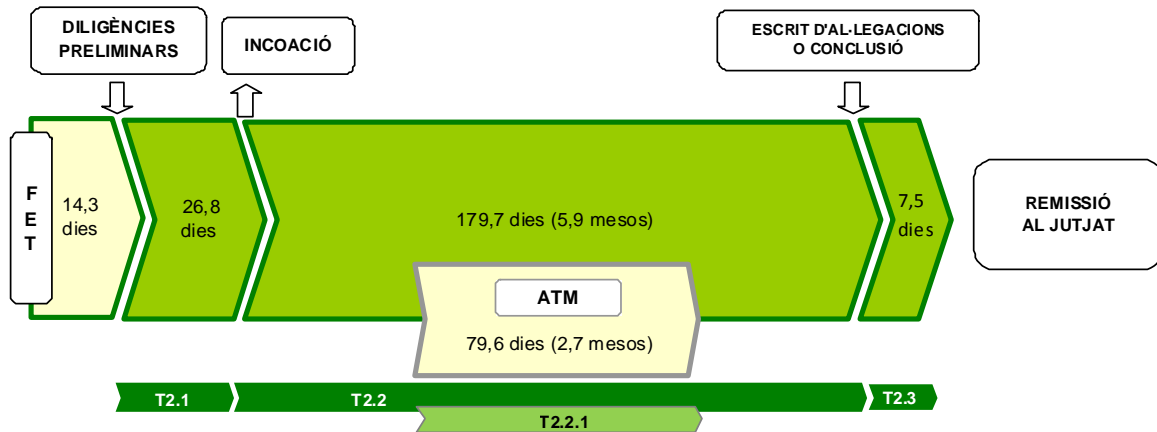 DILIGÈNCIES
PRELIMINARS
INCOACIÓ
ESCRIT D'AL·LEGACIONS
O CONCLUSIÓ
F
E
T
14,3
dies
26,8
dies
179,7 dies (5,9 mesos)
7,5
dies
REMISSIÓ
AL JUTJAT
ATM
79,6 dies (2,7 mesos)
T2.1
T2.2
T2.3
T2.2.1